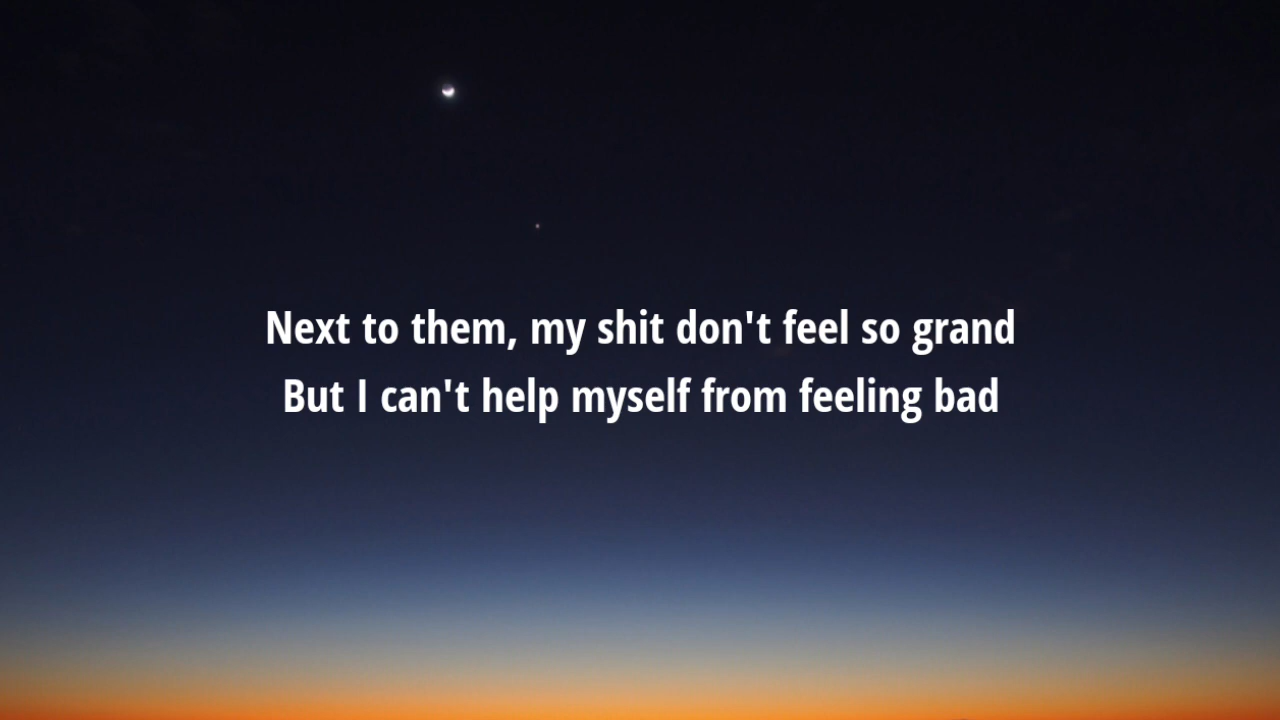 Next to them, my shit don't feel so grand
But I can't help myself from feeling bad